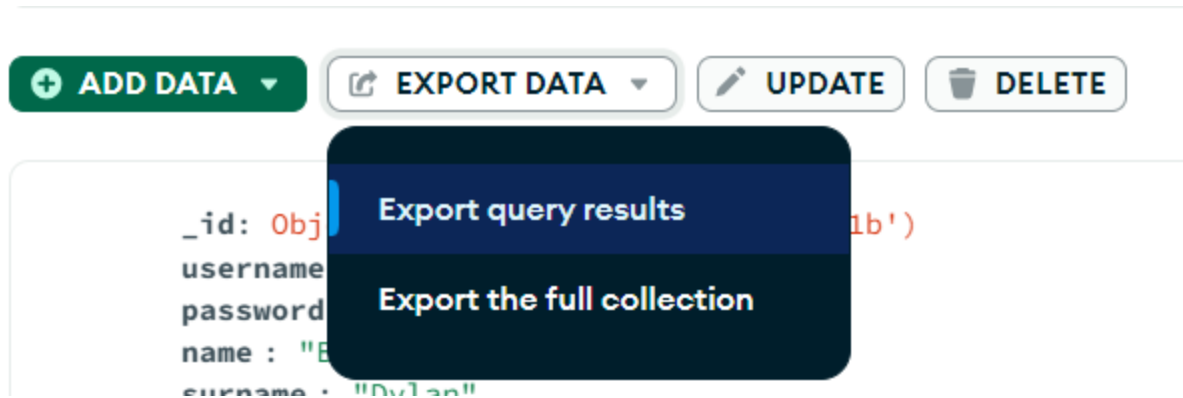 ADD DATA EXPORT DATA UPDATE DELETE
Export query results
Export the full collection
_id: Obj 1b')
username
password
name : "B
surname : "Dylan"